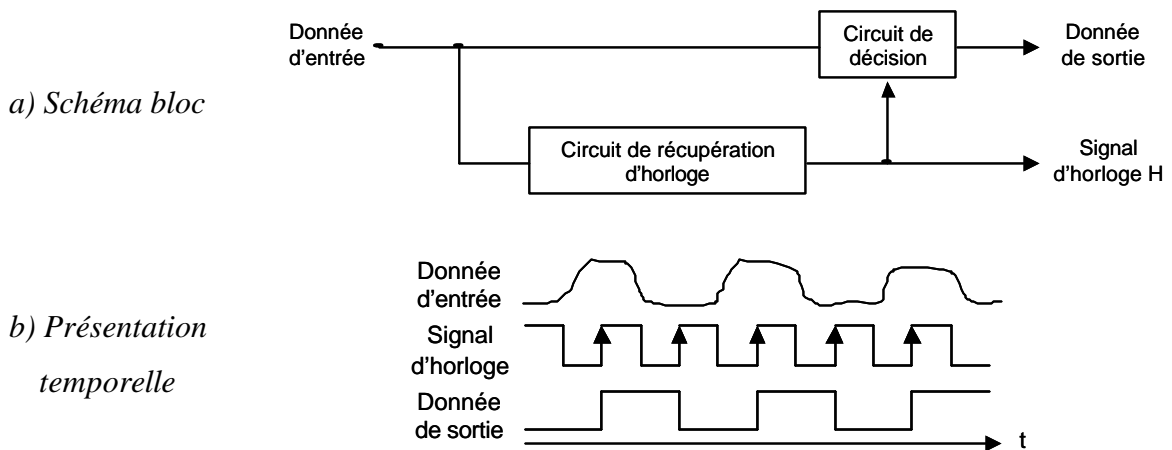 Donnée
d'entrée
Circuit de
décision
Donnée
de sortie
a) Schéma bloc
Circuit de récupération
d'horloge
Signal
d'horloge H
Donnée
d'entrée
b) Présentation
temporelle
Signal
d'horloge
Donnée
de sortie
t